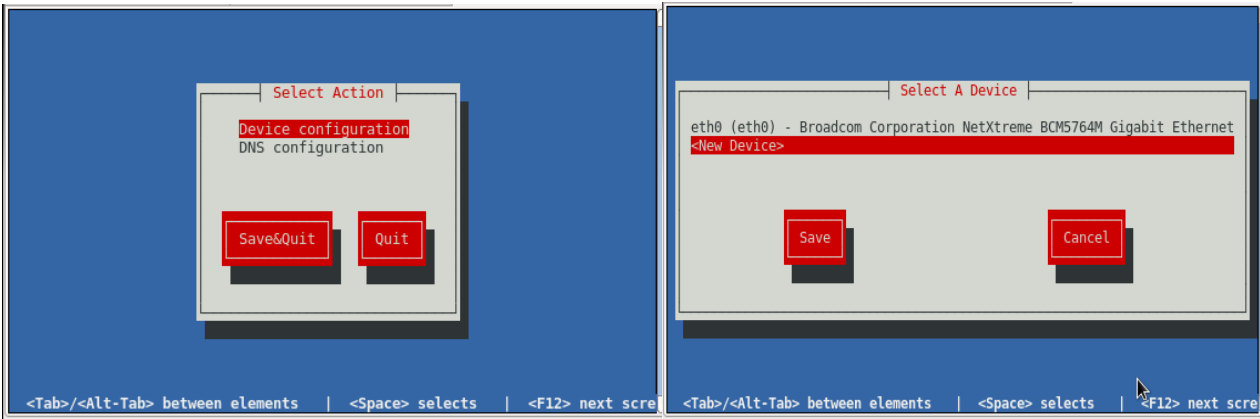 Select Action
Device configuration
DNS configuration
Save&Quit
Quit
<Tab>/<Alt-Tab> between elements | <Space> selects | <F12> next scre
Select A Device
eth0 (eth0) - Broadcom Corporation NetXtreme BCM5764M Gigabit Ethernet
<New Device>
Save
Cancel
<Tab>/<Alt-Tab> between elements | <Space> selects | <F12> next scr